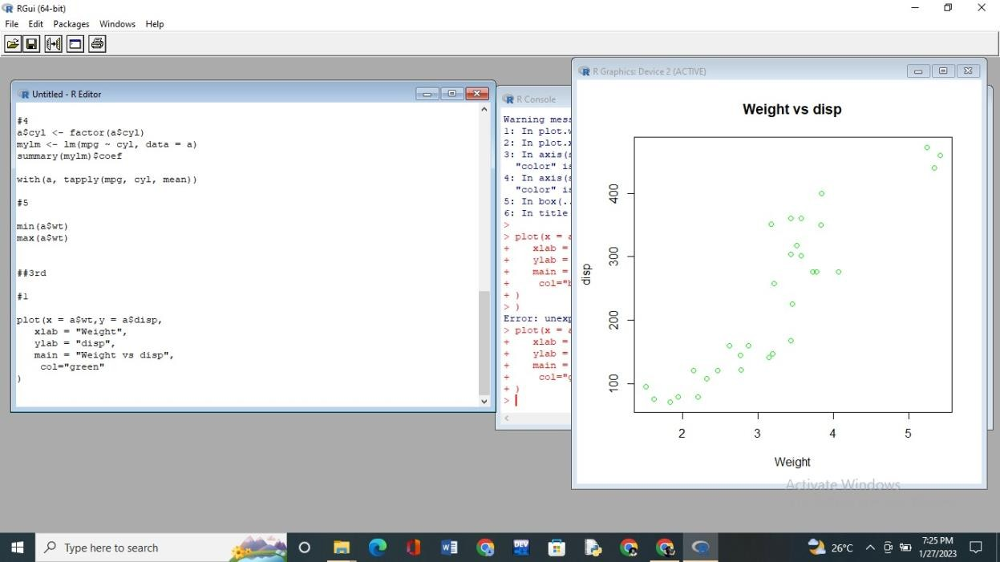 RGui (64-bit)
File Edit Packages Windows Help
Untitled - R Editor
#4
a$cyl <- factor(a$cyl)
mylm <- lm(mpg ~ cyl, data = a)
summary(mylm)$coef
with(a, tapply(mpg, cyl, mean))
#5
min(a$wt)
max(a$wt)
##3rd
#1
plot(x = a$wt,y = a$disp,
xlab = "Weight",
ylab = "disp",
main = "Weight vs disp",
col="green"
)
R Console
Warning mess
1: In plot.
2: In plot.
3: In axis(s
"color" is
4: In axis(s
"color" is
5: In box(..
6: In title
>
> plot(x = a
+ xlab =
+ ylab =
+ main =
+ col="b
+ )
> )
Error: unexp
> plot(x = a
+ xlab =
+ ylab =
+ main =
+ col="g
+ )
>
R Graphics: Device 2 (ACTIVE)
Weight vs disp
disp
400
300
200
100
2 3 4 5
Weight
Activate Windows
Type here to search
DEV
26°C
7:25 PM
1/27/2023